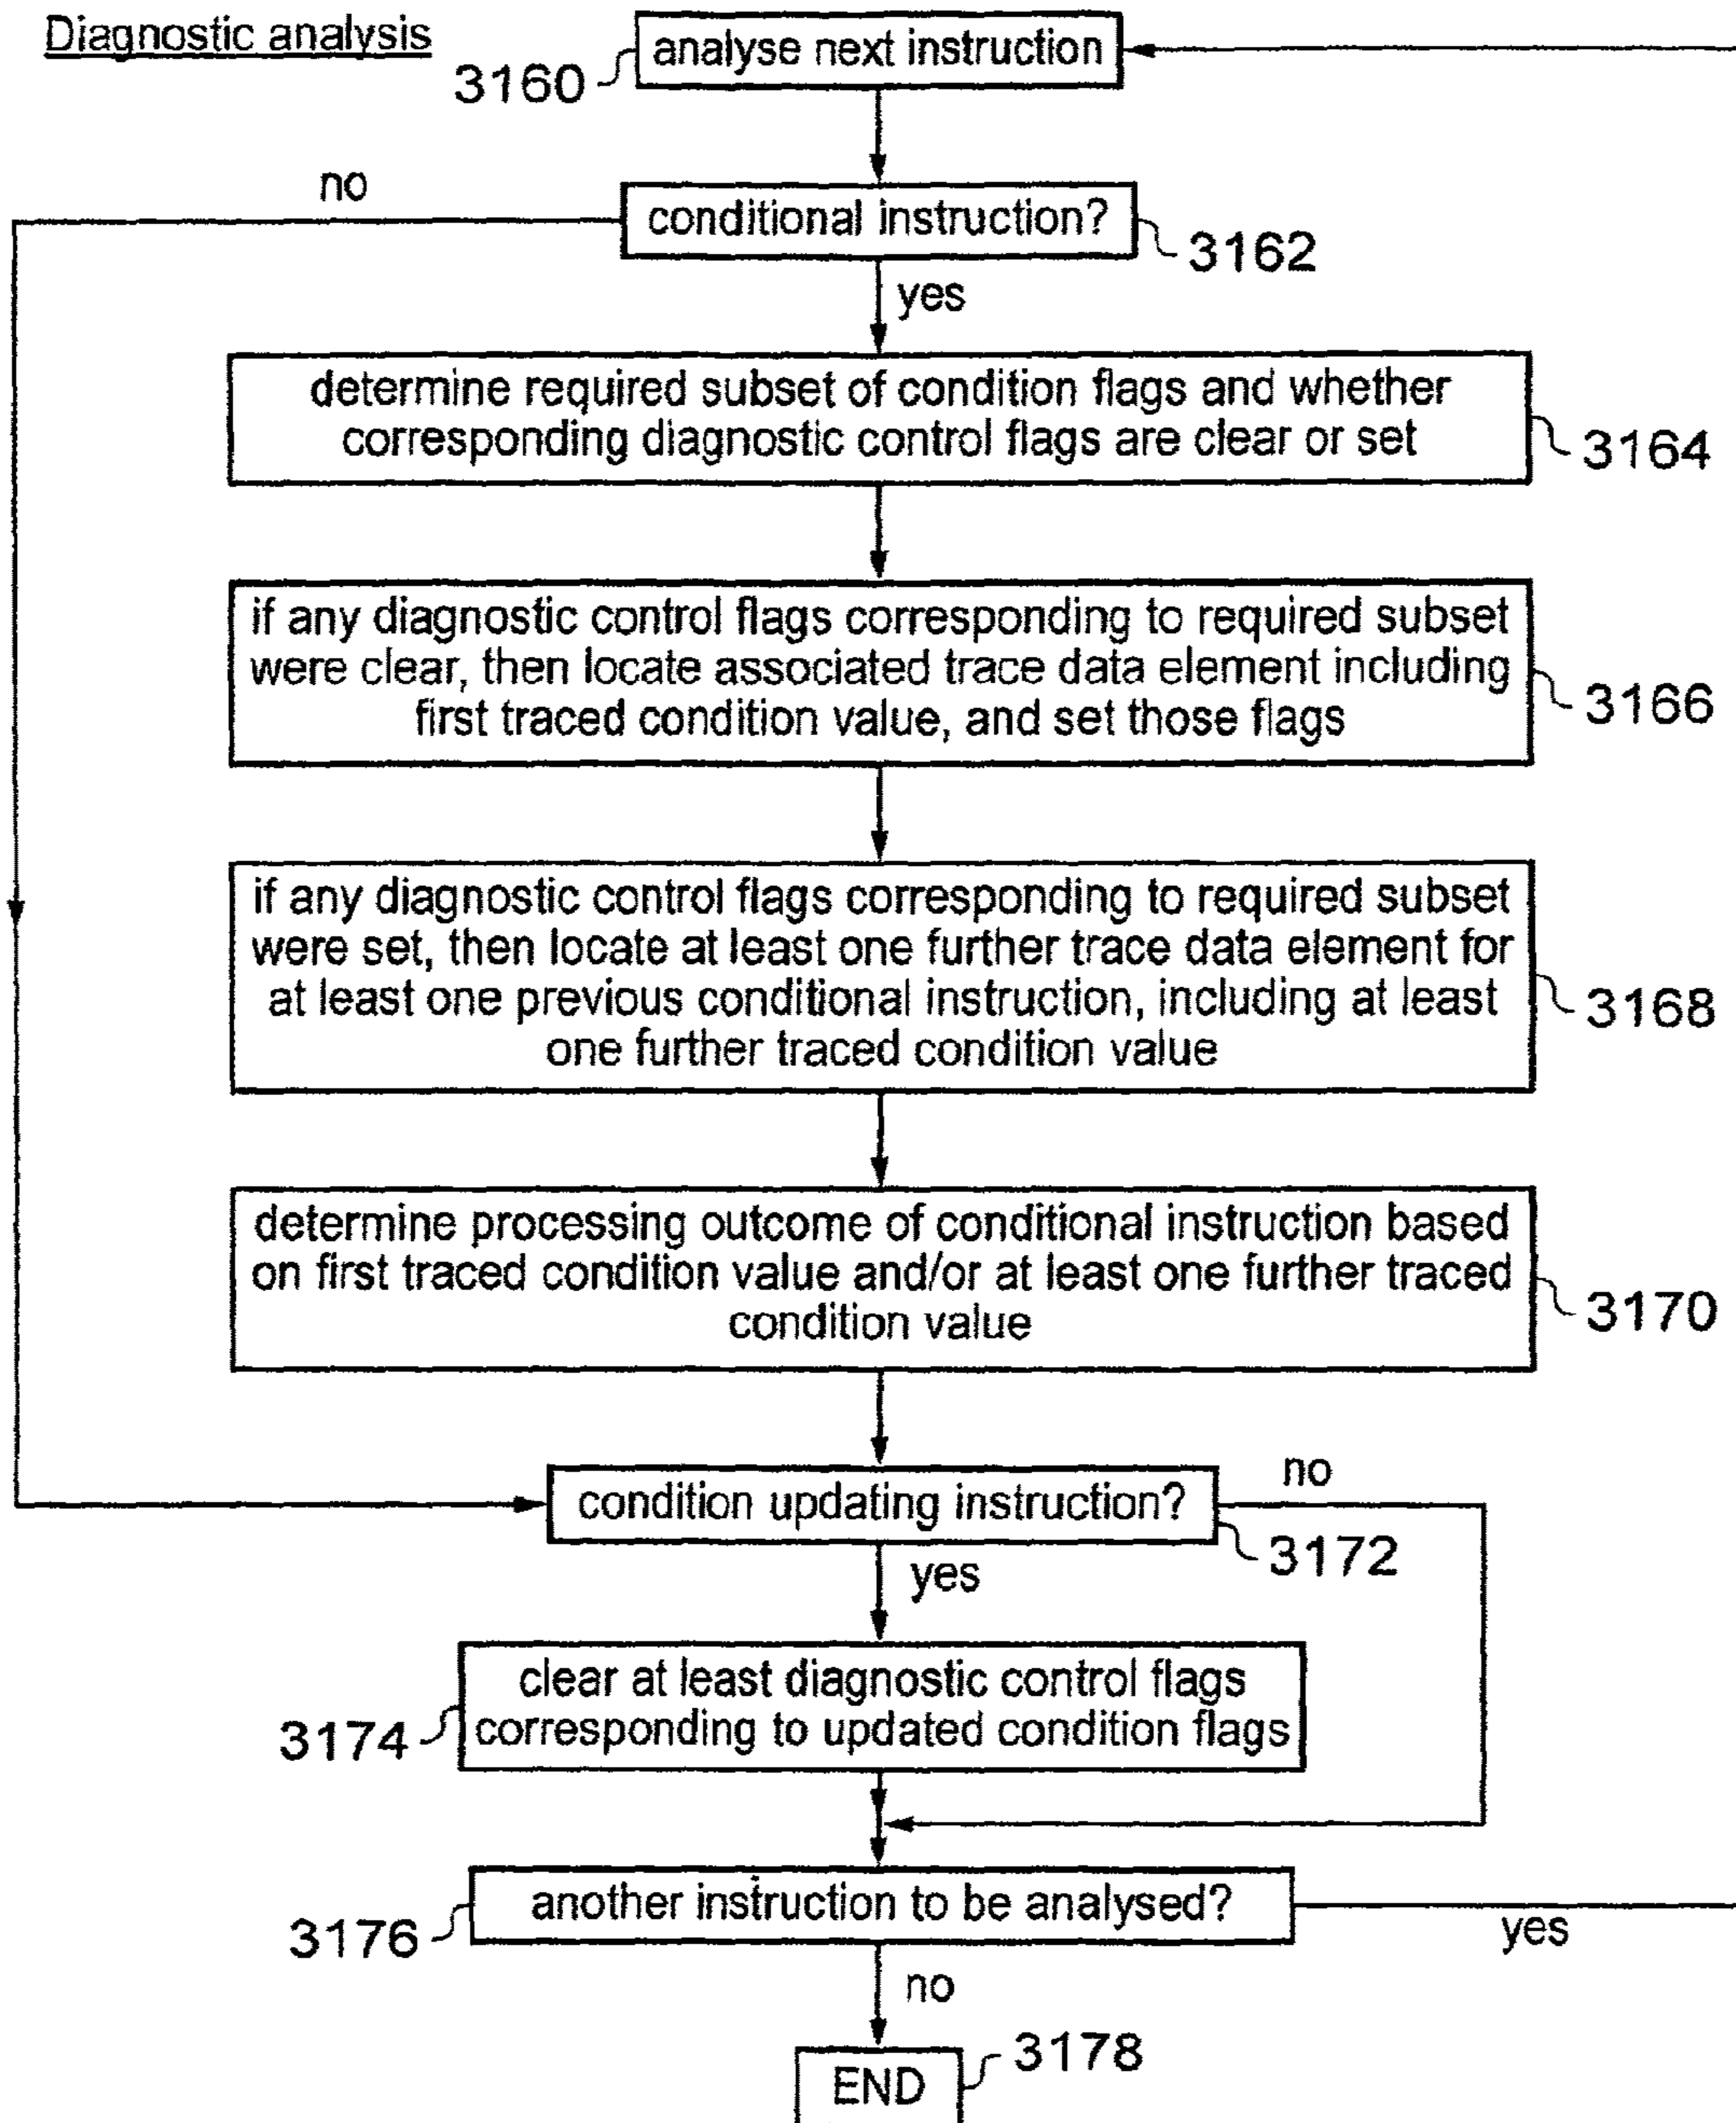 Diagnostic analysis
analyse next instruction
3160
no
conditional instruction?
3162
yes
determine required subset of condition flags and whether
corresponding diagnostic control flags are clear or set
3164
if any diagnostic control flags corresponding to required subset
were clear, then locate associated trace data element including
first traced condition value, and set those flags
3166
if any diagnostic control flags corresponding to required subset
were set, then locate at least one further trace data element for
at least one previous conditional instruction, including at least
one further traced condition value
3168
determine processing outcome of conditional instruction based
on first traced condition value and/or at least one further traced
condition value
3170
condition updating instruction?
no
3172
yes
clear at least diagnostic control flags
corresponding to updated condition flags
3174
another instruction to be analysed?
3176
yes
no
END
3178